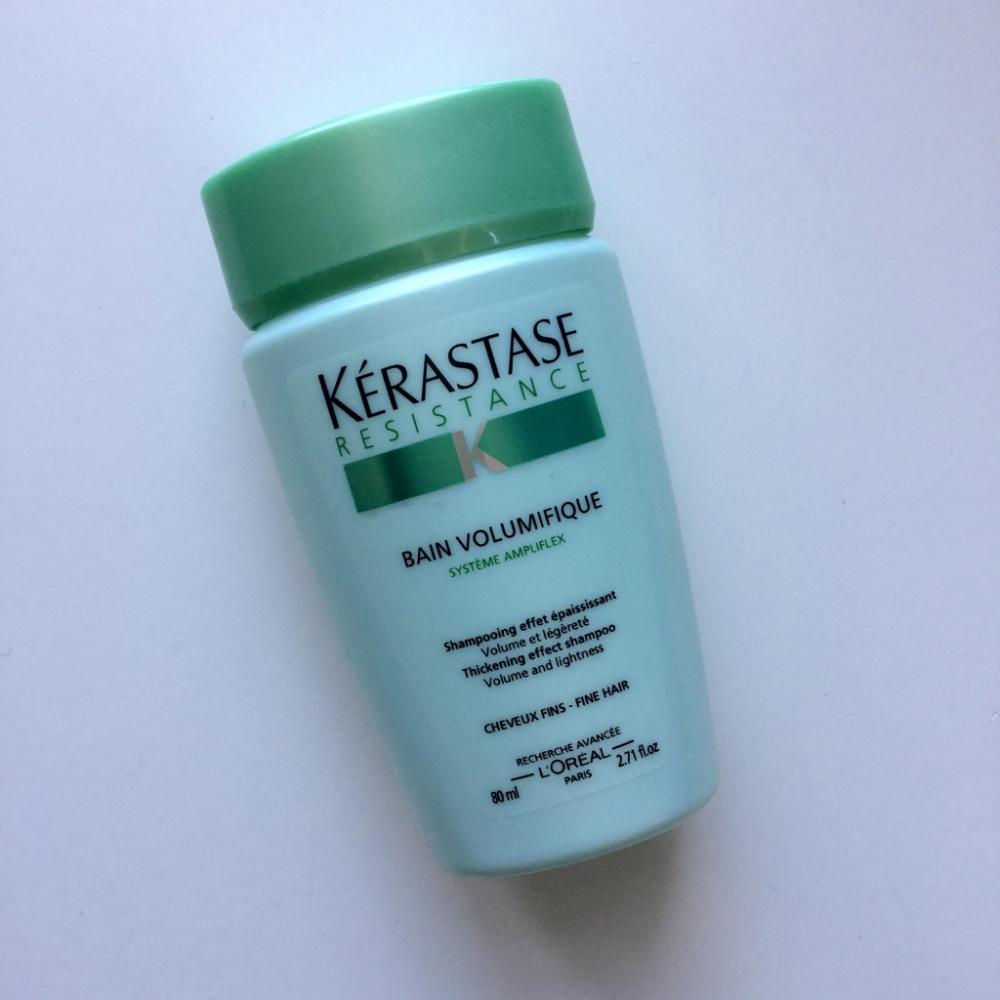 KÉRASTASE
RESISTANCE
K
BAIN VOLUMIFIQUE
SYSTÈME AMPLIFLEX
Shampooing effet épaississant
Volume et légèreté
Thickening effect shampoo
Volume and lightness
CHEVEUX FINS - FINE HAIR
RECHERCHE AVANCÉE
L'ORÉAL
PARIS
80 ml 2.71 fl.oz